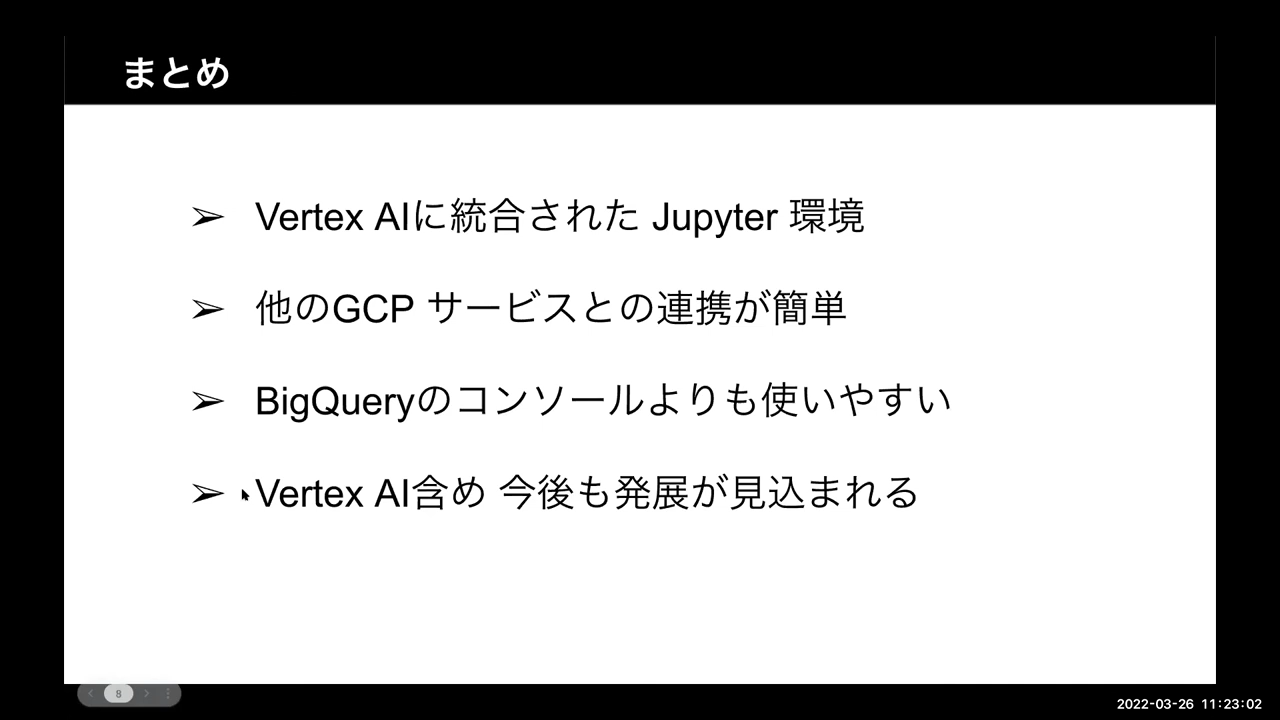 まとめ
➢ Vertex AIに統合された Jupyter 環境
➢ 他のGCP サービスとの連携が簡単
➢ BigQueryのコンソールよりも使いやすい
➢ Vertex AI含め 今後も発展が見込まれる
8
2022-03-26 11:23:02